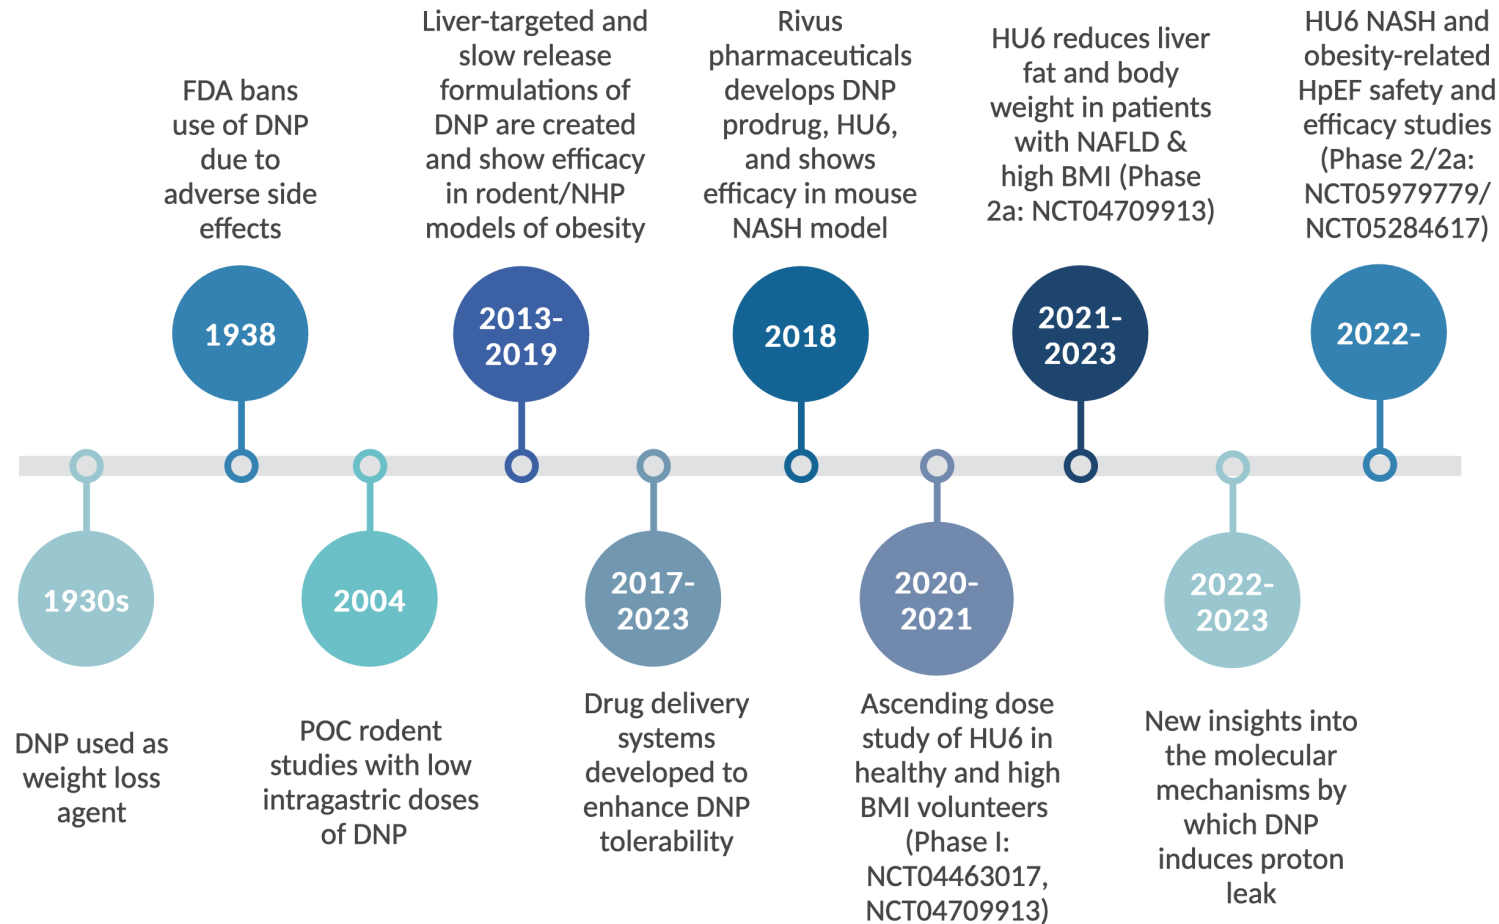 FDA bans
use of DNP
due to
adverse side
effects
1938
Liver-targeted and
slow release
formulations of
DNP are created
and show efficacy
in rodent/NHP
models of obesity
2013-
2019
Rivus
pharmaceuticals
develops DNP
prodrug, HU6,
and shows
efficacy in mouse
NASH model
2018
HU6 reduces liver
fat and body
weight in patients
with NAFLD &
high BMI (Phase
2a: NCT04709913)
2021-
2023
HU6 NASH and
obesity-related
HpEF safety and
efficacy studies
(Phase 2/2a:
NCT05979779/
NCT05284617)
2022-
1930s
DNP used as
weight loss
agent
2004
POC rodent
studies with low
intragastric doses
of DNP
2017-
2023
Drug delivery
systems
developed to
enhance DNP
tolerability
2020-
2021
Ascending dose
study of HU6 in
healthy and high
BMI volunteers
(Phase I:
NCT04463017,
NCT04709913)
2022-
2023
New insights into
the molecular
mechanisms by
which DNP
induces proton
leak